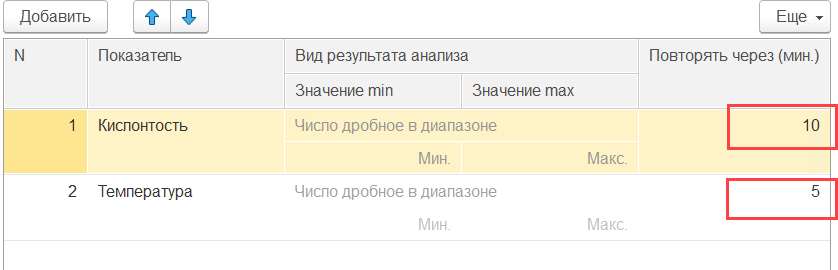 Добавить Еще
N Показатель Вид результата анализа Повторять через (мин.)
Значение min Значение max
1 Кислонтость Число дробное в диапазоне 10
Мин. Макс.
2 Температура Число дробное в диапазоне 5
Мин. Макс.